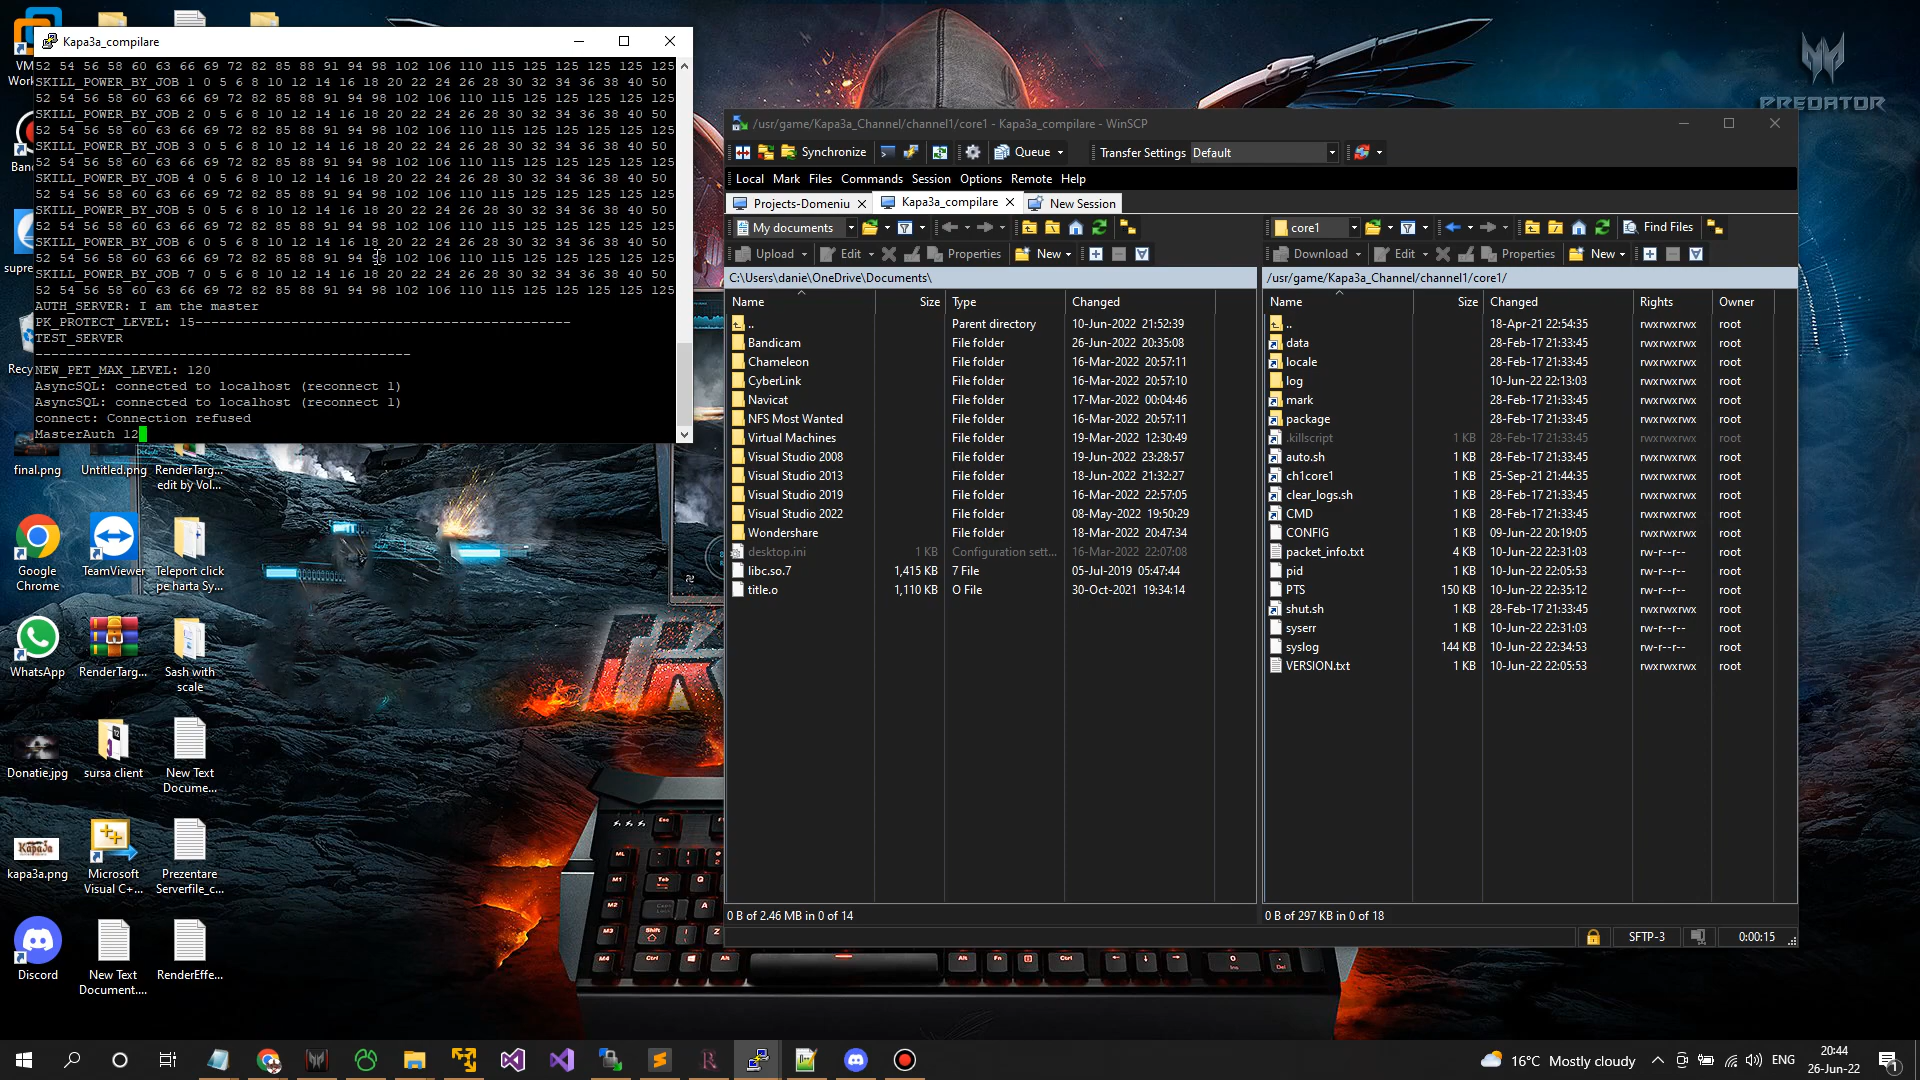 Kapa3a_compilare
52 54 56 58 60 63 66 69 72 82 85 88 91 94 98 102 106 110 115 125 125 125 125 125
SKILL_POWER_BY_JOB 1 0 5 6 8 10 12 14 16 18 20 22 24 26 28 30 32 34 36 38 40 50
52 54 56 58 60 63 66 69 72 82 85 88 91 94 98 102 106 110 115 125 125 125 125 125
SKILL_POWER_BY_JOB 2 0 5 6 8 10 12 14 16 18 20 22 24 26 28 30 32 34 36 38 40 50
52 54 56 58 60 63 66 69 72 82 85 88 91 94 98 102 106 110 115 125 125 125 125 125
SKILL_POWER_BY_JOB 3 0 5 6 8 10 12 14 16 18 20 22 24 26 28 30 32 34 36 38 40 50
52 54 56 58 60 63 66 69 72 82 85 88 91 94 98 102 106 110 115 125 125 125 125 125
SKILL_POWER_BY_JOB 4 0 5 6 8 10 12 14 16 18 20 22 24 26 28 30 32 34 36 38 40 50
52 54 56 58 60 63 66 69 72 82 85 88 91 94 98 102 106 110 115 125 125 125 125 125
SKILL_POWER_BY_JOB 5 0 5 6 8 10 12 14 16 18 20 22 24 26 28 30 32 34 36 38 40 50
52 54 56 58 60 63 66 69 72 82 85 88 91 94 98 102 106 110 115 125 125 125 125 125
SKILL_POWER_BY_JOB 6 0 5 6 8 10 12 14 16 18 20 22 24 26 28 30 32 34 36 38 40 50
52 54 56 58 60 63 66 69 72 82 85 88 91 94 98 102 106 110 115 125 125 125 125 125
SKILL_POWER_BY_JOB 7 0 5 6 8 10 12 14 16 18 20 22 24 26 28 30 32 34 36 38 40 50
52 54 56 58 60 63 66 69 72 82 85 88 91 94 98 102 106 110 115 125 125 125 125 125
AUTH_SERVER: I am the master
PK_PROTECT_LEVEL: 15-----------------------------------------------
TEST_SERVER
-----------------------------------------------
NEW_PET_MAX_LEVEL: 120
AsyncSQL: connected to localhost (reconnect 1)
AsyncSQL: connected to localhost (reconnect 1)
connect: Connection refused
MasterAuth 12
PREDATOR
/usr/game/Kapa3a_Channel/channel1/core1 - Kapa3a_compilare - WinSCP
Synchronize Queue Transfer Settings Default
Local Mark Files Commands Session Options Remote Help
Projects-Domeniu Kapa3a_compilare New Session
My documents
Upload Edit Properties New
C:\Users\danie\OneDrive\Documents\
Name Size Type Changed
.. Parent directory 10-Jun-2022 21:52:39
Bandicam File folder 26-Jun-2022 20:35:08
Chameleon File folder 16-Mar-2022 20:57:11
CyberLink File folder 16-Mar-2022 20:57:10
Navicat File folder 17-Mar-2022 00:04:46
NFS Most Wanted File folder 16-Mar-2022 20:57:11
Virtual Machines File folder 19-Mar-2022 12:30:49
Visual Studio 2008 File folder 19-Jun-2022 23:28:57
Visual Studio 2013 File folder 18-Jun-2022 21:32:27
Visual Studio 2019 File folder 16-Mar-2022 22:57:05
Visual Studio 2022 File folder 08-May-2022 19:50:29
Wondershare File folder 18-Mar-2022 20:47:34
desktop.ini 1 KB Configuration sett... 16-Mar-2022 22:07:08
libc.so.7 1,415 KB 7 File 05-Jul-2019 05:47:44
title.o 1,110 KB O File 30-Oct-2021 19:34:14
0 B of 2.46 MB in 0 of 14
core1 Find Files
Download Edit Properties New
/usr/game/Kapa3a_Channel/channel1/core1/
Name Size Changed Rights Owner
.. 18-Apr-21 22:54:35 rwxrwxrwx root
data 28-Feb-17 21:33:45 rwxrwxrwx root
locale 28-Feb-17 21:33:45 rwxrwxrwx root
log 10-Jun-22 22:13:03 rwxrwxrwx root
mark 28-Feb-17 21:33:45 rwxrwxrwx root
package 28-Feb-17 21:33:45 rwxrwxrwx root
.killscript 1 KB 28-Feb-17 21:33:45 rwxrwxrwx root
auto.sh 1 KB 28-Feb-17 21:33:45 rwxrwxrwx root
ch1core1 1 KB 25-Sep-21 21:44:35 rwxrwxrwx root
clear_logs.sh 1 KB 28-Feb-17 21:33:45 rwxrwxrwx root
CMD 1 KB 28-Feb-17 21:33:45 rwxrwxrwx root
CONFIG 1 KB 09-Jun-22 20:19:05 rwxrwxrwx root
packet_info.txt 4 KB 10-Jun-22 22:31:03 rw-r--r-- root
pid 1 KB 10-Jun-22 22:05:53 rw-r--r-- root
PTS 150 KB 10-Jun-22 22:35:12 rw-r--r-- root
shut.sh 1 KB 28-Feb-17 21:33:45 rwxrwxrwx root
syserr 1 KB 10-Jun-22 22:31:03 rw-r--r-- root
syslog 144 KB 10-Jun-22 22:34:53 rw-r--r-- root
VERSION.txt 1 KB 10-Jun-22 22:05:53 rwxrwxrwx root
0 B of 297 KB in 0 of 18
SFTP-3 0:00:15
final.png Untitled.png RenderTarg... edit by Vol...
Google Chrome
TeamViewer
Teleport click pe harta Sy...
WhatsApp
RenderTarg...
Sash with scale
Donatie.jpg
sursa client
New Text Docume...
kapa3a.png
Microsoft Visual C+...
Prezentare Serverfile_c...
Discord
New Text Document....
RenderEffe...
16°C Mostly cloudy ENG
20:44
26-Jun-22